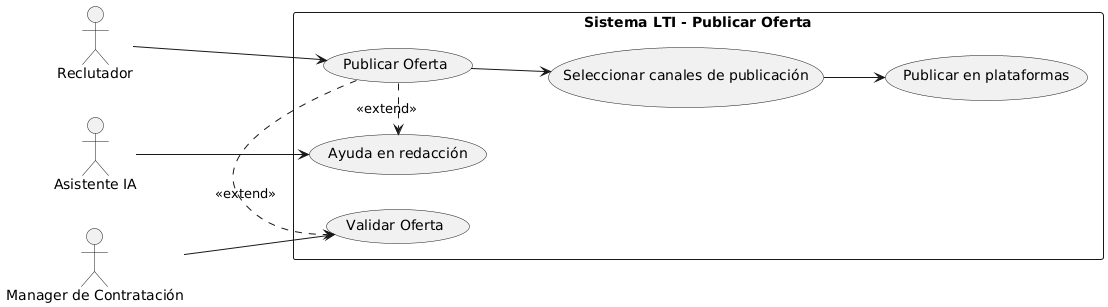 Sistema LTI - Publicar Oferta
Reclutador
Publicar Oferta
Seleccionar canales de publicación
Publicar en plataformas
«extend»
Asistente IA
Ayuda en redacción
«extend»
Validar Oferta
Manager de Contratación